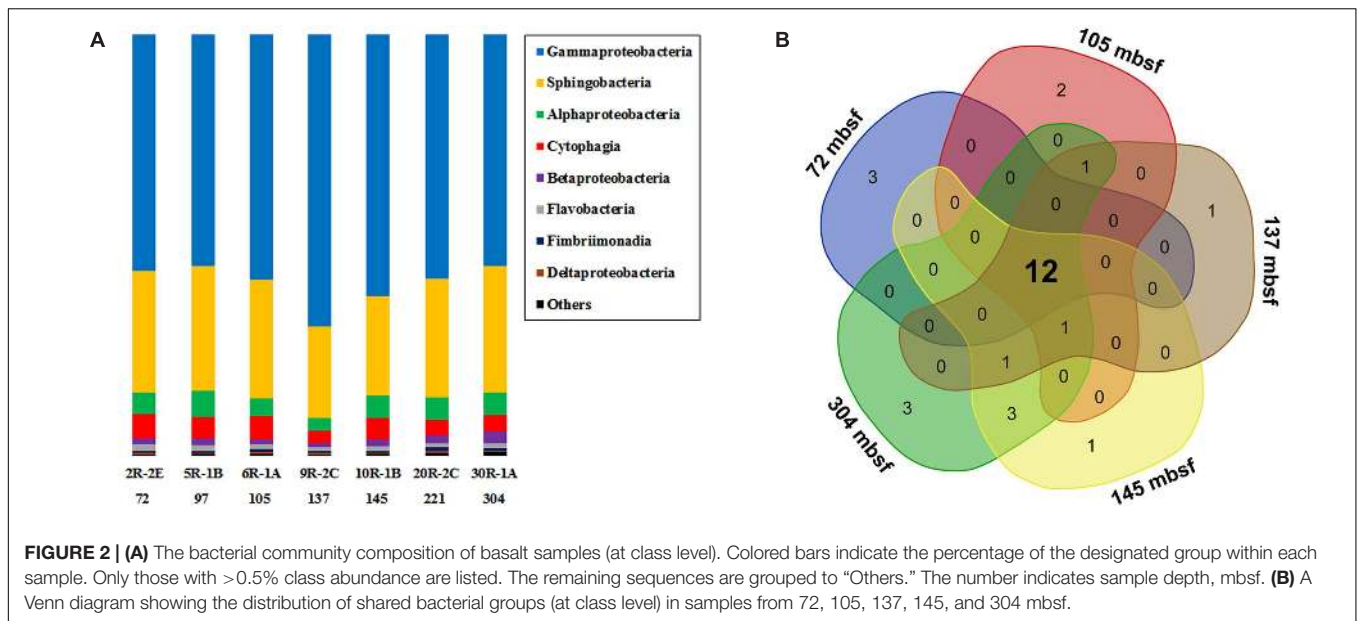 A
Gammaproteobacteria
Sphingobacteria
Alphaproteobacteria
Cytophagia
Betaproteobacteria
Flavobacteria
Fimbriimonadia
Deltaproteobacteria
Others
2R-2E 5R-1B 6R-1A 9R-2C 10R-1B 20R-2C 30R-1A
72 97 105 137 145 221 304
B
105 mbsf
72 mbsf
137 mbsf
304 mbsf
145 mbsf
2
0
0
1
0
3
0
0
1
0
0
0
0
0
0
0
12
0
0
0
0
0
0
1
0
0
0
1
0
3
3
0
1
FIGURE 2 | (A) The bacterial community composition of basalt samples (at class level). Colored bars indicate the percentage of the designated group within each
sample. Only those with >0.5% class abundance are listed. The remaining sequences are grouped to “Others.” The number indicates sample depth, mbsf. (B) A
Venn diagram showing the distribution of shared bacterial groups (at class level) in samples from 72, 105, 137, 145, and 304 mbsf.